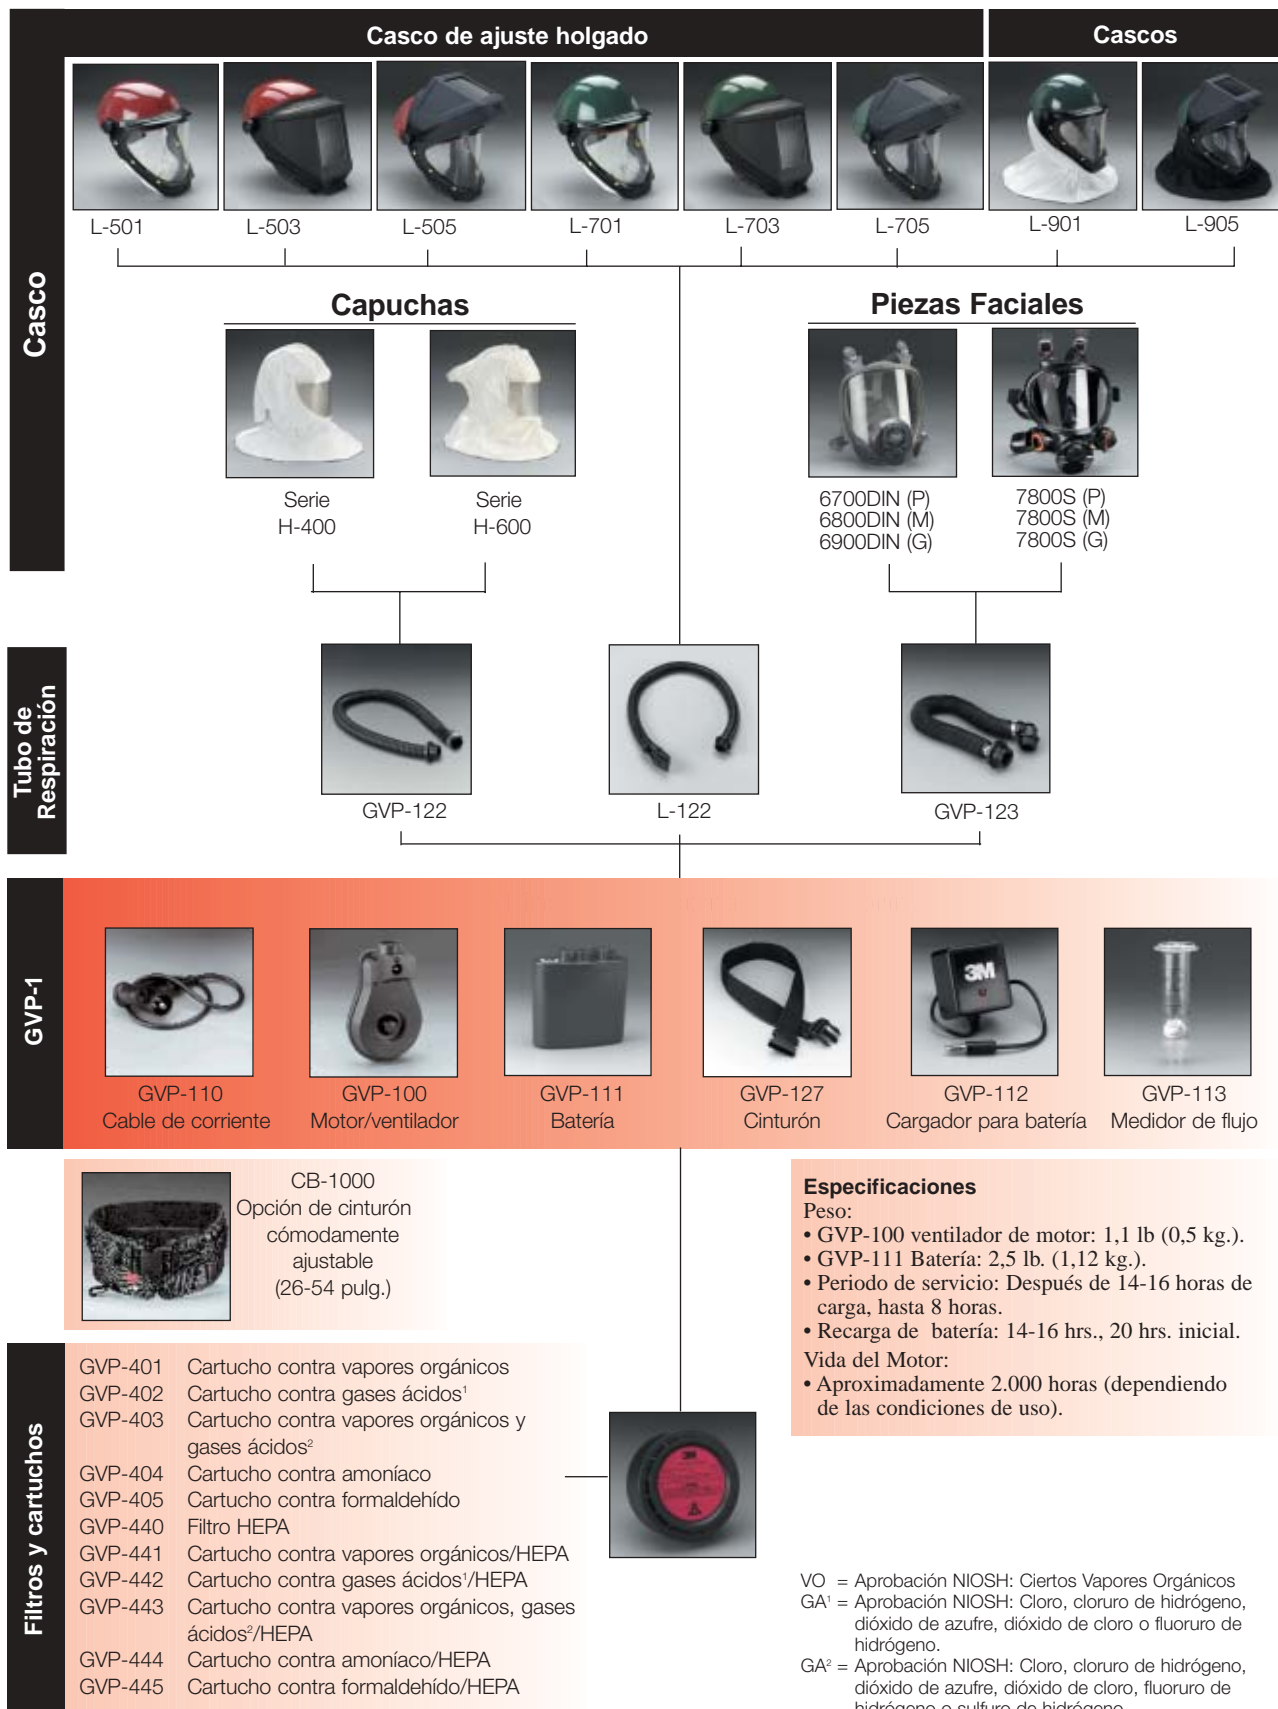 Casco de ajuste holgado
Cascos
L-501
L-503
L-505
L-701
L-703
L-705
L-901
L-905
Casco
Capuchas
Piezas Faciales
Serie
H-400
Serie
H-600
6700DIN (P)
6800DIN (M)
6900DIN (G)
7800S (P)
7800S (M)
7800S (G)
Tubo de
Respiración
GVP-122
L-122
GVP-123
GVP-1
3M
GVP-110
Cable de corriente
GVP-100
Motor/ventilador
GVP-111
Batería
GVP-127
Cinturón
GVP-112
Cargador para batería
GVP-113
Medidor de flujo
CB-1000
Opción de cinturón
cómodamente
ajustable
(26-54 pulg.)
Especificaciones
Peso:
• GVP-100 ventilador de motor: 1,1 lb (0,5 kg.).
• GVP-111 Batería: 2,5 lb. (1,12 kg.).
• Periodo de servicio: Después de 14-16 horas de
carga, hasta 8 horas.
• Recarga de batería: 14-16 hrs., 20 hrs. inicial.
Vida del Motor:
• Aproximadamente 2.000 horas (dependiendo
de las condiciones de uso).
Filtros y cartuchos
GVP-401 Cartucho contra vapores orgánicos
GVP-402 Cartucho contra gases ácidos¹
GVP-403 Cartucho contra vapores orgánicos y
gases ácidos²
GVP-404 Cartucho contra amoníaco
GVP-405 Cartucho contra formaldehído
GVP-440 Filtro HEPA
GVP-441 Cartucho contra vapores orgánicos/HEPA
GVP-442 Cartucho contra gases ácidos¹/HEPA
GVP-443 Cartucho contra vapores orgánicos, gases
ácidos²/HEPA
GVP-444 Cartucho contra amoníaco/HEPA
GVP-445 Cartucho contra formaldehído/HEPA
3M
VO = Aprobación NIOSH: Ciertos Vapores Orgánicos
GA¹ = Aprobación NIOSH: Cloro, cloruro de hidrógeno,
dióxido de azufre, dióxido de cloro o fluoruro de
hidrógeno.
GA² = Aprobación NIOSH: Cloro, cloruro de hidrógeno,
dióxido de azufre, dióxido de cloro, fluoruro de
hidrógeno o sulfuro de hidrógeno